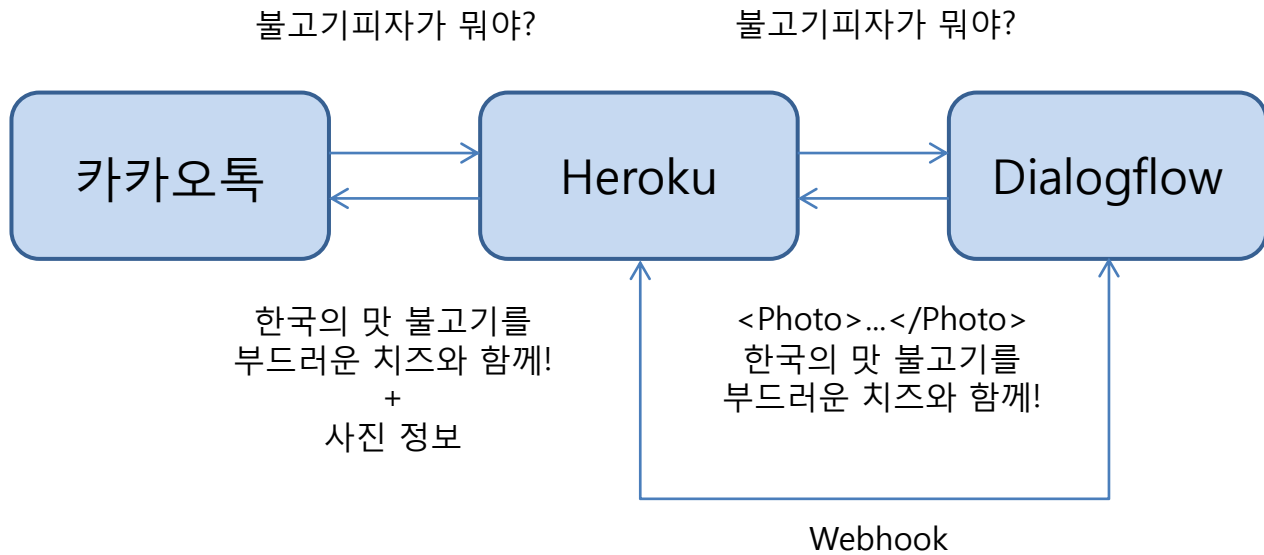 불고기피자가 뭐야?
불고기피자가 뭐야?
카카오톡
Heroku
Dialogflow
한국의 맛 불고기를
부드러운 치즈와 함께!
+
사진 정보
<Photo>...</Photo>
한국의 맛 불고기를
부드러운 치즈와 함께!
Webhook